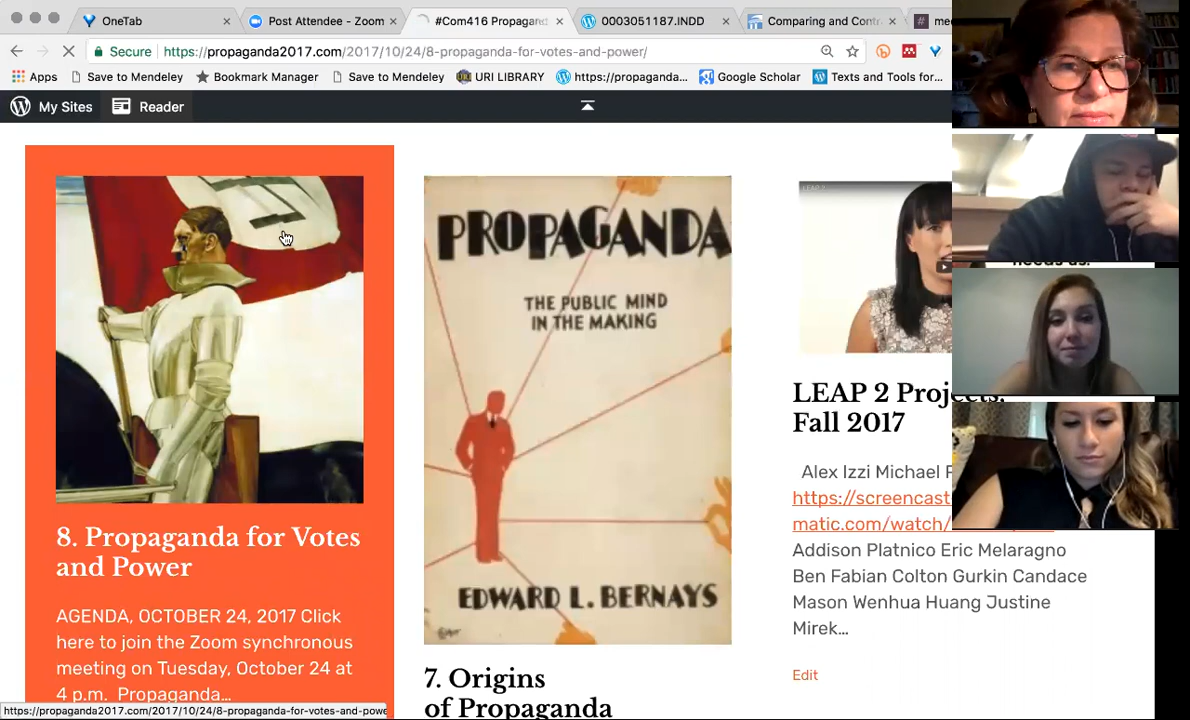 OneTab
Post Attendee - Zoom
#Com416 Propagan
0003051187.INDD
Comparing and Cont
me
Secure
https://propaganda2017.com/2017/10/24/8-propaganda-for-votes-and-power/
Apps
Save to Mendeley
Bookmark Manager
Save to Mendeley
URI LIBRARY
https://propaganda...
Google Scholar
Texts and Tools for...
My Sites
Reader
8. Propaganda for Votes
and Power
AGENDA, OCTOBER 24, 2017 Click
here to join the Zoom synchronous
meeting on Tuesday, October 24 at
4 p.m. Propaganda...
https://propaganda2017.com/2017/10/24/8-propaganda-for-votes-and-powe
PROPAGANDA
THE PUBLIC MIND
IN THE MAKING
EDWARD L. BERNAYS
7. Origins
of Propaganda
LEAP 2
needs us!
LEAP 2 Projects,
Fall 2017
Alex Izzi Michael
https://screencast
matic.com/watch/
Addison Platnico Eric Melaragno
Ben Fabian Colton Gurkin Candace
Mason Wenhua Huang Justine
Mirek...
Edit